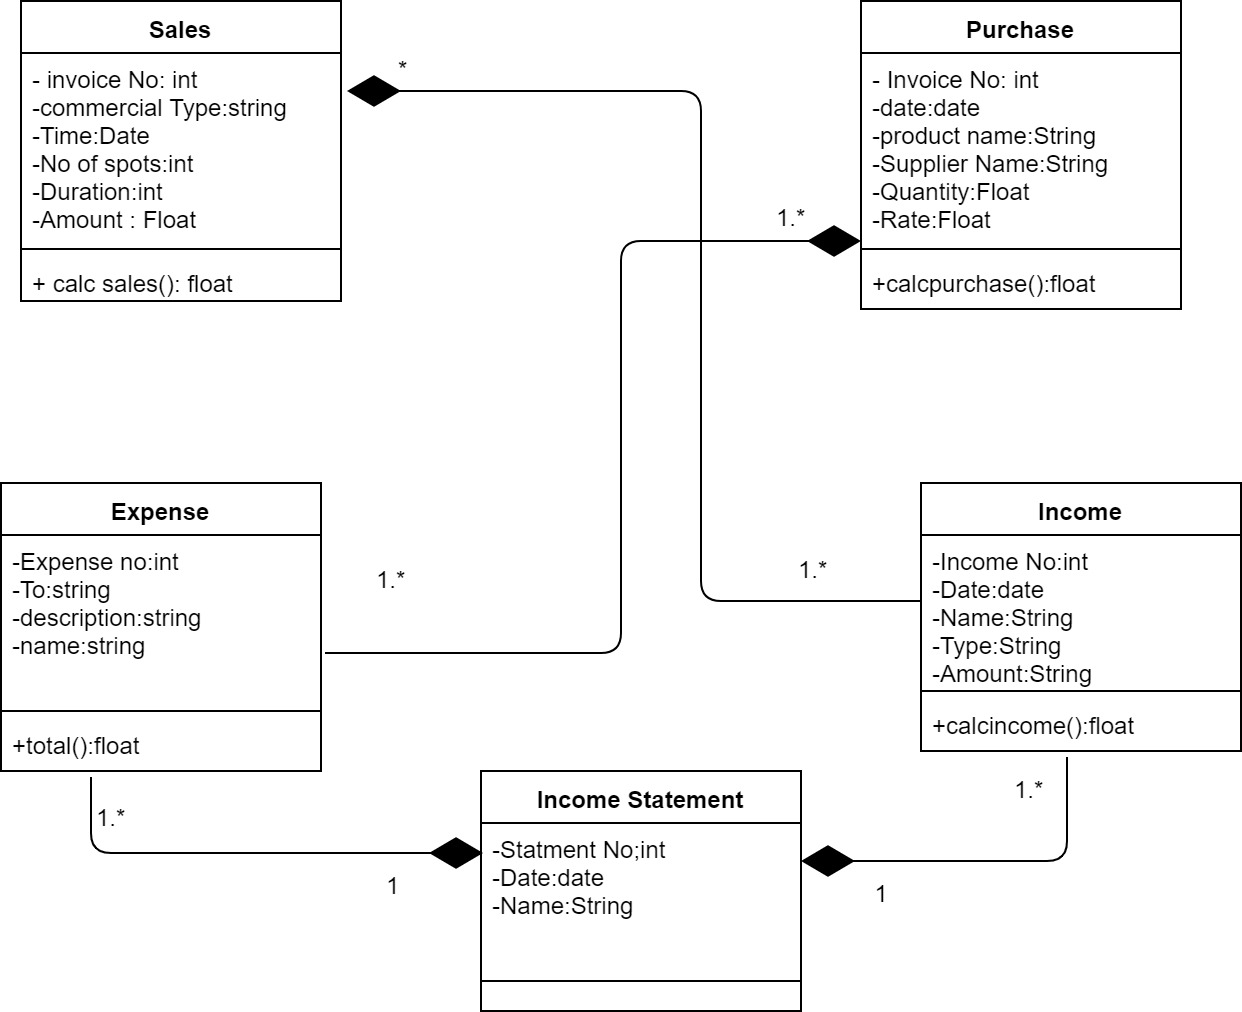 Sales
- invoice No: int
-commercial Type:string
-Time:Date
-No of spots:int
-Duration:int
-Amount : Float
+ calc sales(): float
*
Purchase
- Invoice No: int
-date:date
-product name:String
-Supplier Name:String
-Quantity:Float
-Rate:Float
+calcpurchase():float
1.*
Expense
-Expense no:int
-To:string
-description:string
-name:string
+total():float
1.*
1.*
Income
-Income No:int
-Date:date
-Name:String
-Type:String
-Amount:String
+calcincome():float
1.*
1.*
Income Statement
-Statment No;int
-Date:date
-Name:String
1
1